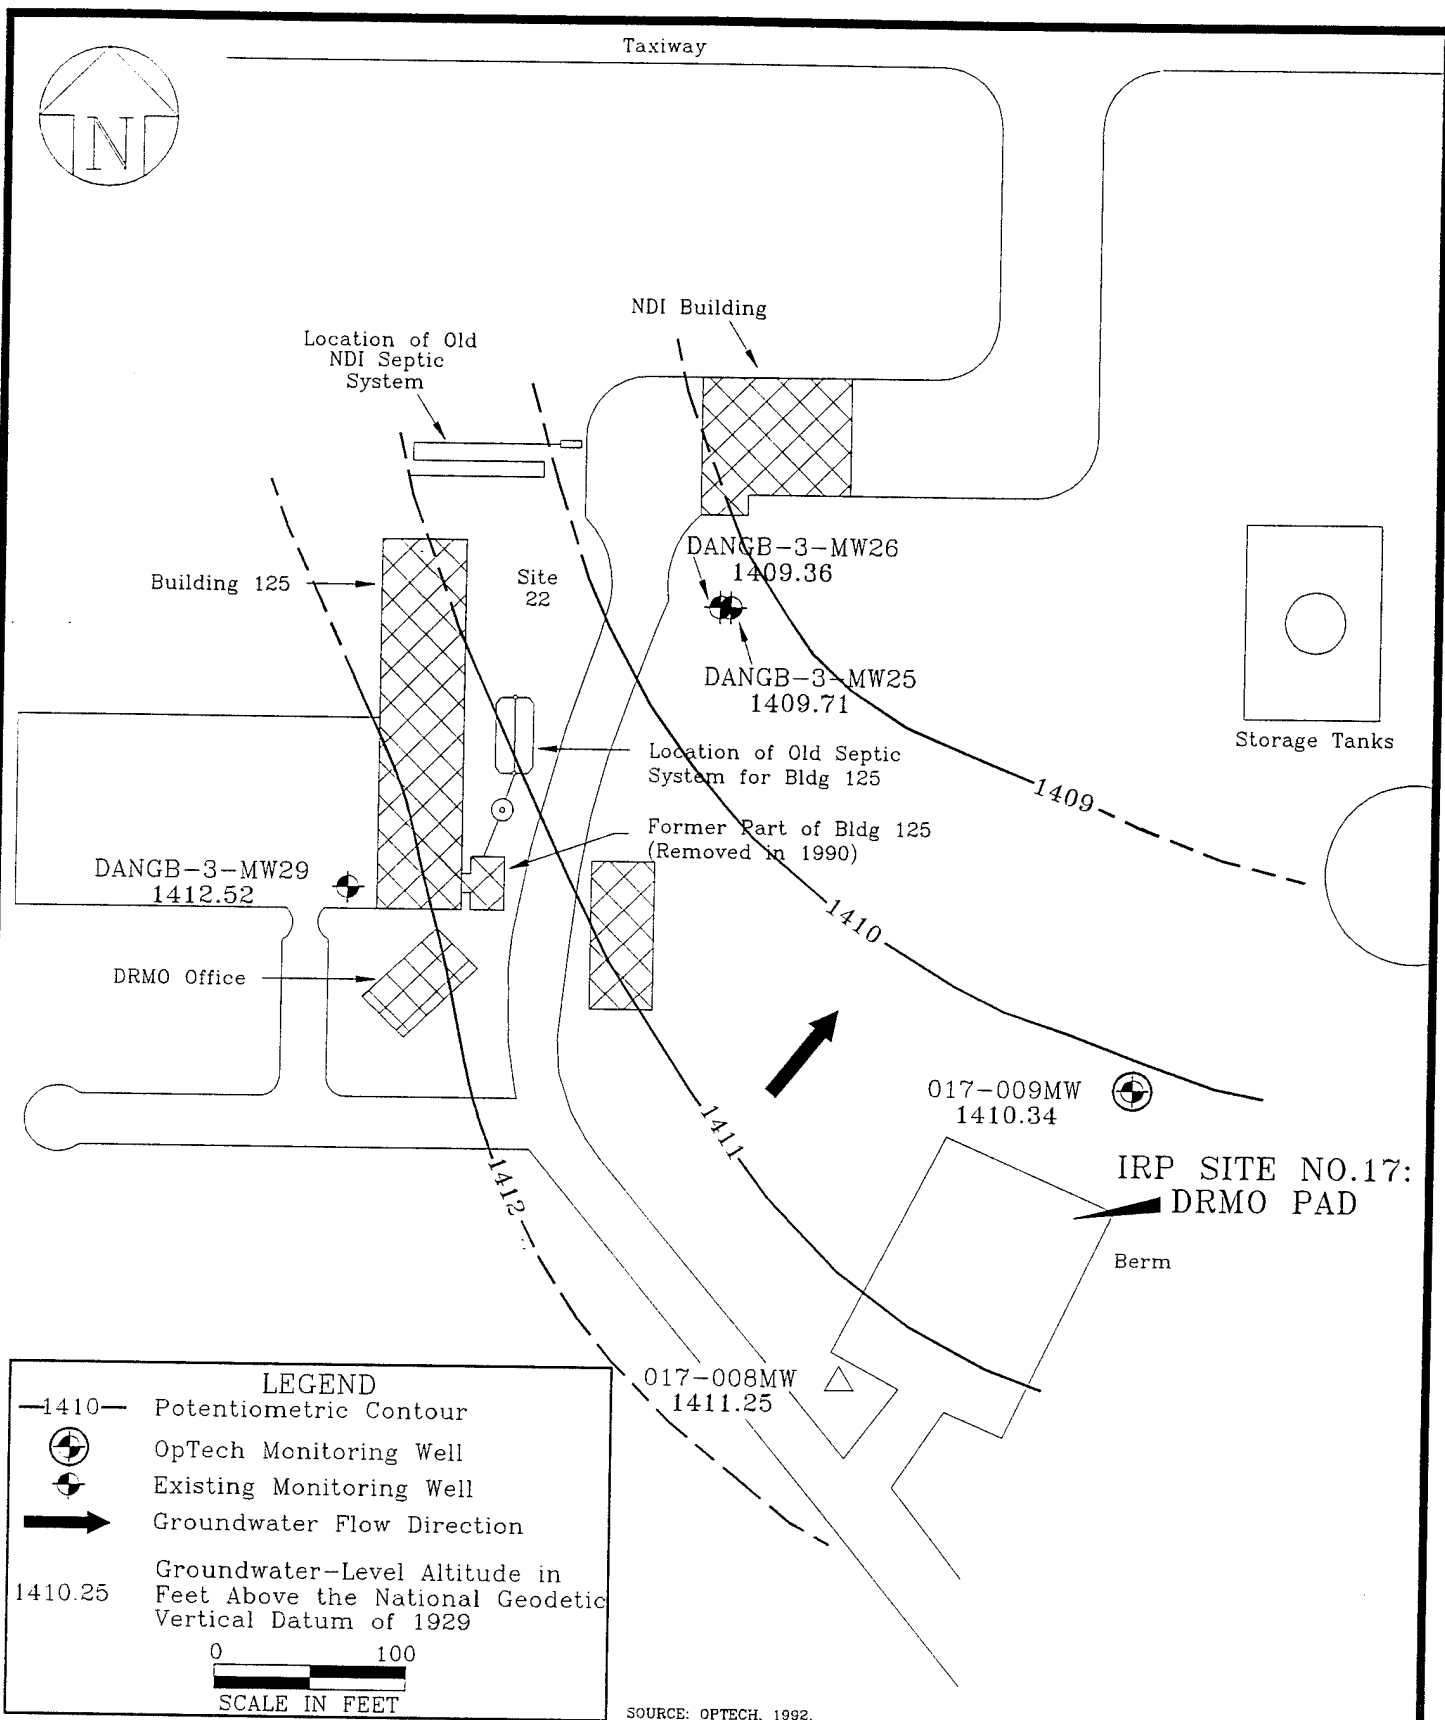 Taxiway
N
NDI Building
Location of Old
NDI Septic
System
Building 125
Site
22
DANGB-3-MW26
1409.36
DANGB-3-MW25
1409.71
Storage Tanks
Location of Old Septic
System for Bldg 125
1409
Former Part of Bldg 125
(Removed in 1990)
DANGB-3-MW29
1412.52
1410
DRMO Office
017-009MW
1410.34
1411
IRP SITE NO.17:
DRMO PAD
1412
Berm
017-008MW
1411.25
LEGEND
1410 Potentiometric Contour
OpTech Monitoring Well
Existing Monitoring Well
Groundwater Flow Direction
1410.25 Groundwater-Level Altitude in
Feet Above the National Geodetic
Vertical Datum of 1929
0 100
SCALE IN FEET
SOURCE: OPTECH, 1992.